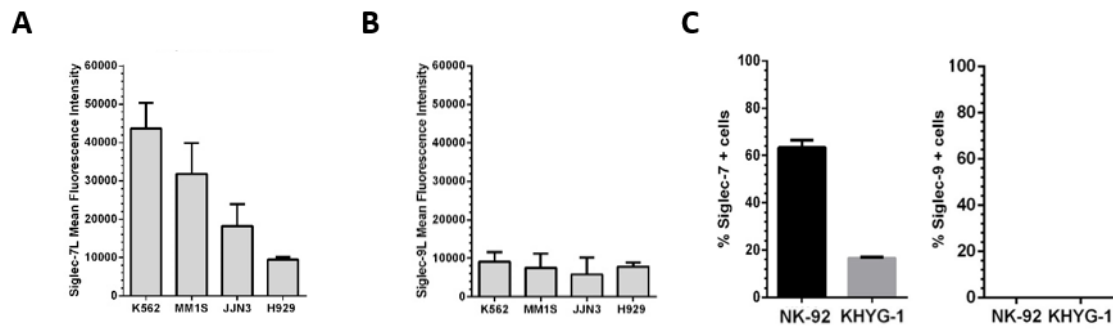 A
B
C
Siglec-7L Mean Fluorescence Intensity
60000
50000
40000
30000
20000
10000
0
K562 MM1S JJN3 H929
Siglec-9L Mean Fluorescence Intensity
60000
50000
40000
30000
20000
10000
0
K562 MM1S JJN3 H929
% Siglec-7 + cells
100
80
60
40
20
0
NK-92 KHYG-1
% Siglec-9 + cells
100
80
60
40
20
0
NK-92 KHYG-1